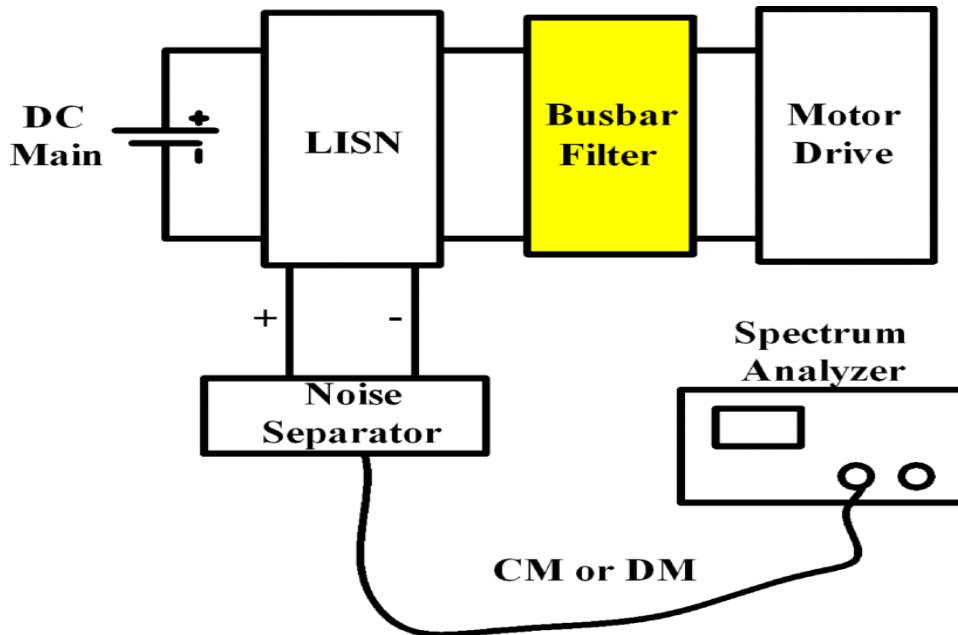 DC
Main
+
-
LISN
Busbar
Filter
Motor
Drive
+
-
Noise
Separator
Spectrum
Analyzer
CM or DM